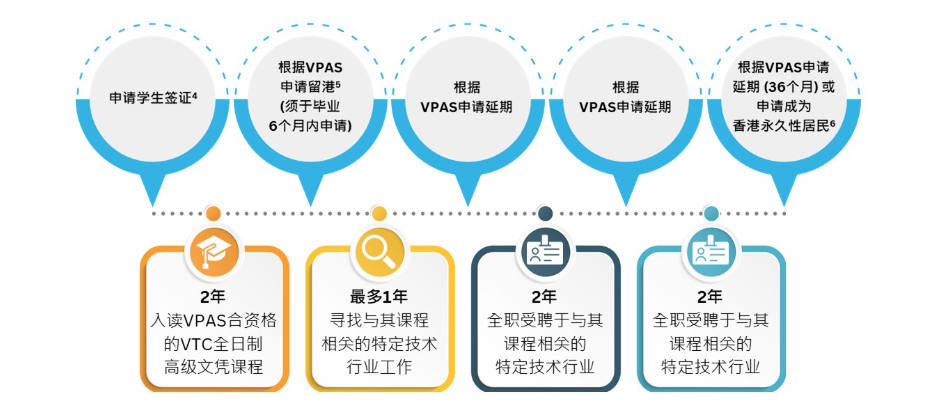 申请学生签证⁴
根据VPAS
申请留港⁵
(须于毕业
6个月内申请)
根据
VPAS申请延期
根据
VPAS申请延期
根据VPAS申请
延期 (36个月) 或
申请成为
香港永久性居民⁶
2年
入读VPAS合资格
的VTC全日制
高级文凭课程
最多1年
寻找与其课程
相关的特定技术
行业工作
2年
全职受聘于与其
课程相关的
特定技术行业
2年
全职受聘于与其
课程相关的
特定技术行业